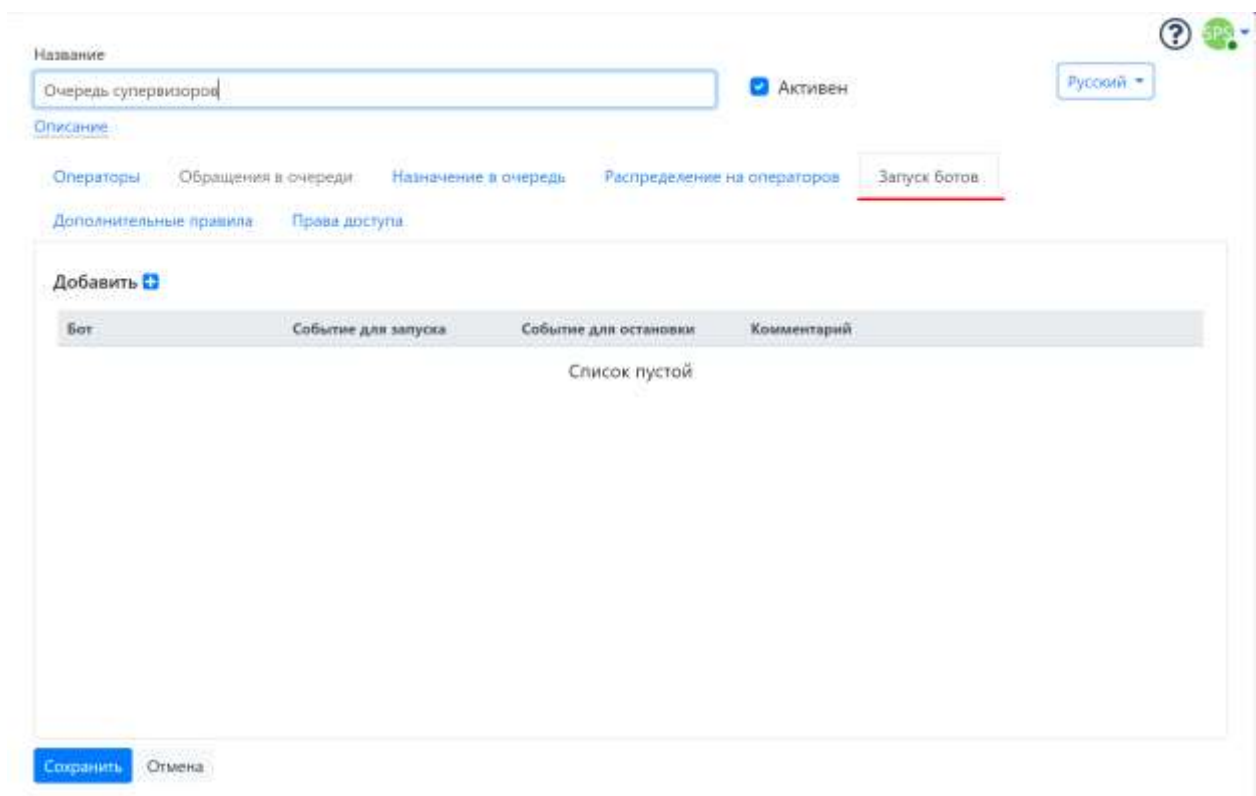 SPS
Название
Очередь супервизоров
Активен
Русский
Описание
Операторы Обращения в очереди Назначение в очередь Распределение на операторов Запуск ботов
Дополнительные правила Права доступа
Добавить
Бот Событие для запуска Событие для остановки Комментарий
Список пустой
Сохранить Отмена